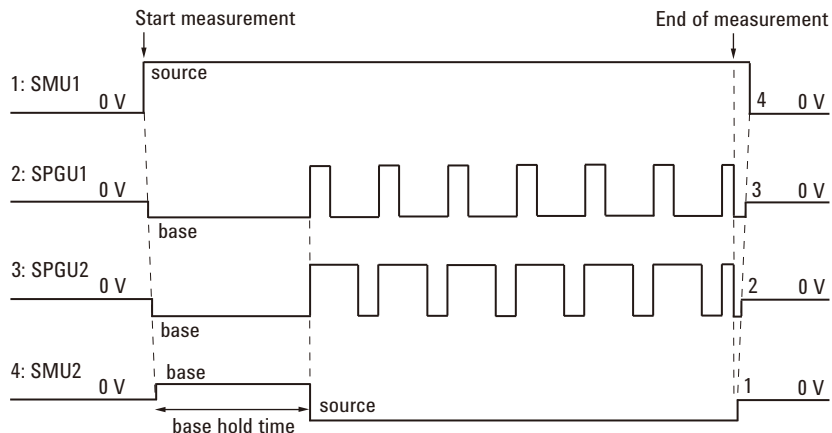 Start measurement
End of measurement
1: SMU1
0 V
source
4
0 V
2: SPGU1
0 V
base
3
0 V
3: SPGU2
0 V
base
2
0 V
4: SMU2
0 V
base
base hold time
source
1
0 V